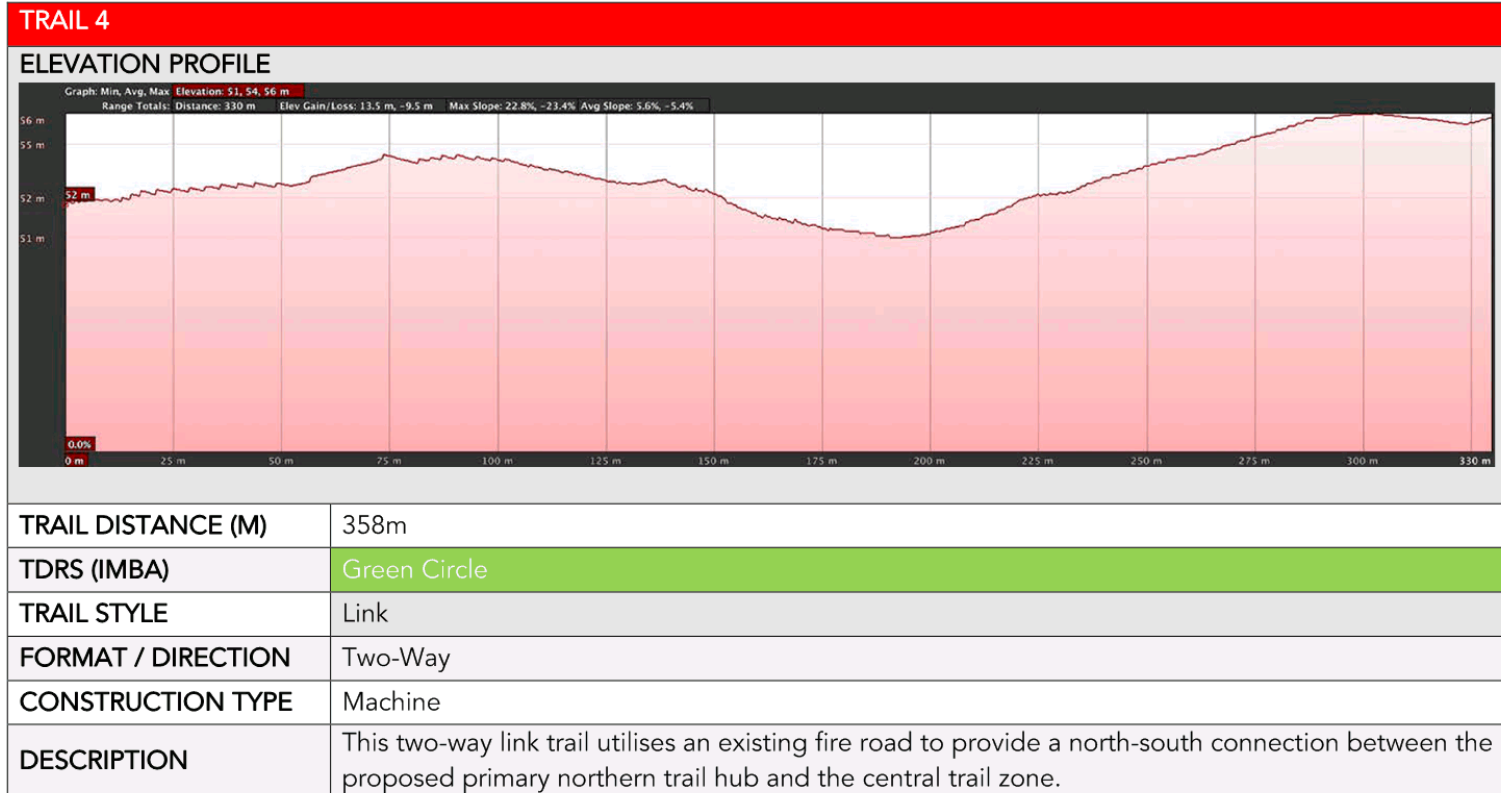 TRAIL 4
ELEVATION PROFILE
Graph: Min, Avg, Max Elevation: 51, 54, 56 m
Range Totals: Distance: 330 m Elev Gain/Loss: 13.5 m, -9.5 m Max Slope: 22.8%, -23.4% Avg Slope: 5.6%, -5.4%
56 m
55 m
52 m 52 m
51 m
0.0%
0 m 25 m 50 m 75 m 100 m 125 m 150 m 175 m 200 m 225 m 250 m 275 m 300 m 330 m
TRAIL DISTANCE (M) 358m
TDRS (IMBA) Green Circle
TRAIL STYLE Link
FORMAT / DIRECTION Two-Way
CONSTRUCTION TYPE Machine
DESCRIPTION This two-way link trail utilises an existing fire road to provide a north-south connection between the
proposed primary northern trail hub and the central trail zone.